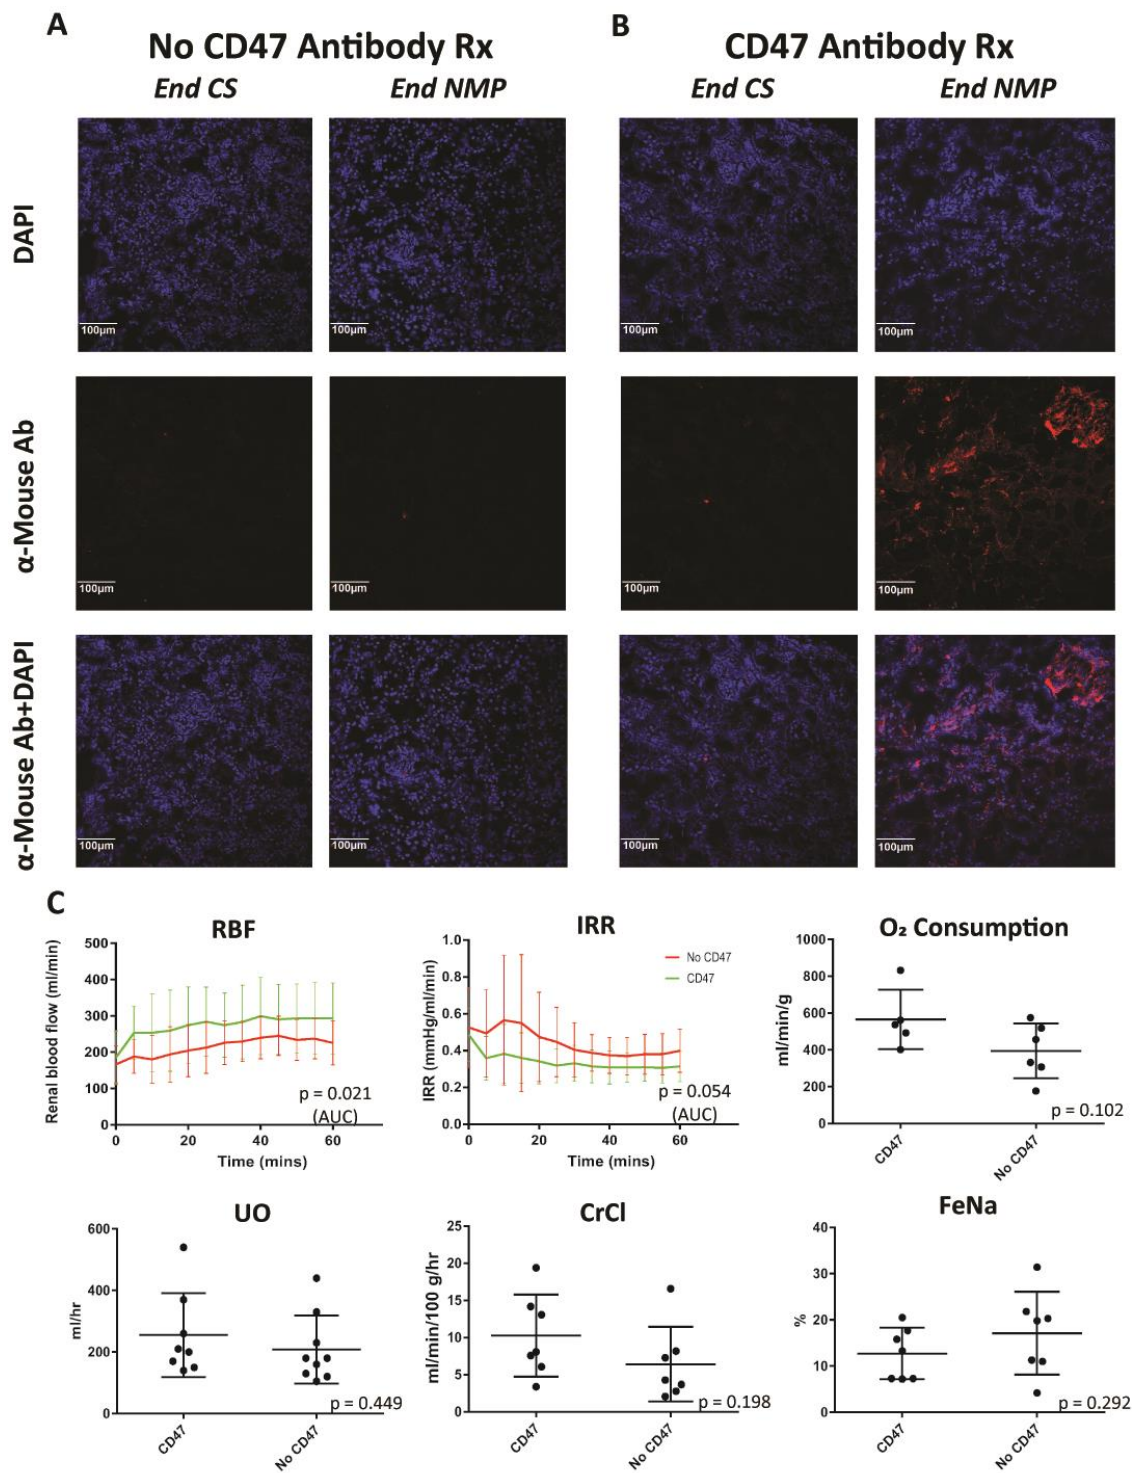 A
No CD47 Antibody Rx
End CS
End NMP
B
CD47 Antibody Rx
End CS
End NMP
DAPI
100µm
100µm
100µm
100µm
α-Mouse Ab
100µm
100µm
100µm
100µm
α-Mouse Ab+DAPI
100µm
100µm
100µm
100µm
C
RBF
Renal blood flow (ml/min)
500
400
300
200
100
0
0
20
40
60
Time (mins)
p = 0.021
(AUC)
IRR
IRR (mmHg/ml/min)
1.0
0.8
0.6
0.4
0.2
0.0
0
20
40
60
Time (mins)
No CD47
CD47
p = 0.054
(AUC)
O₂ Consumption
ml/min/g
1000
800
600
400
200
0
CD47
No CD47
p = 0.102
UO
ml/hr
600
400
200
0
CD47
No CD47
p = 0.449
CrCl
ml/min/100 g/hr
25
20
15
10
5
0
CD47
No CD47
p = 0.198
FeNa
%
40
30
20
10
0
CD47
No CD47
p = 0.292